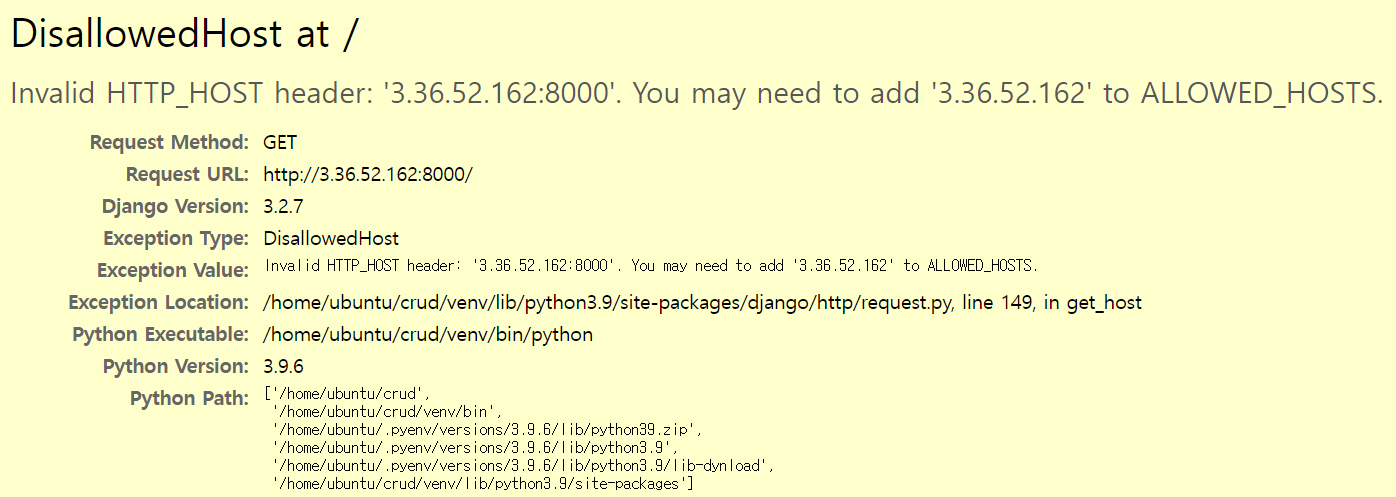 DisallowedHost at /
Invalid HTTP_HOST header: '3.36.52.162:8000'. You may need to add '3.36.52.162' to ALLOWED_HOSTS.
Request Method: GET
Request URL: http://3.36.52.162:8000/
Django Version: 3.2.7
Exception Type: DisallowedHost
Exception Value: Invalid HTTP_HOST header: '3.36.52.162:8000'. You may need to add '3.36.52.162' to ALLOWED_HOSTS.
Exception Location: /home/ubuntu/crud/venv/lib/python3.9/site-packages/django/http/request.py, line 149, in get_host
Python Executable: /home/ubuntu/crud/venv/bin/python
Python Version: 3.9.6
Python Path: ['/home/ubuntu/crud',
'/home/ubuntu/crud/venv/bin',
'/home/ubuntu/.pyenv/versions/3.9.6/lib/python39.zip',
'/home/ubuntu/.pyenv/versions/3.9.6/lib/python3.9',
'/home/ubuntu/.pyenv/versions/3.9.6/lib/python3.9/lib-dynload',
'/home/ubuntu/crud/venv/lib/python3.9/site-packages']